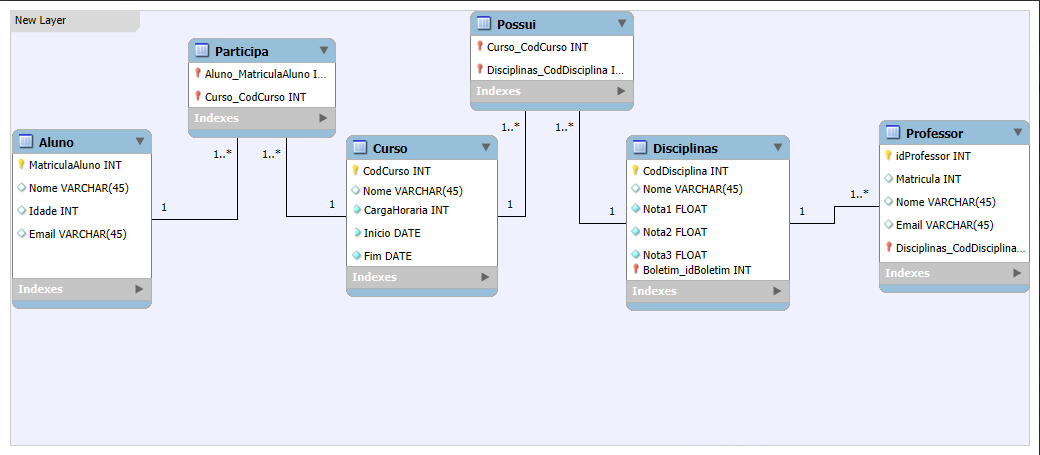 New Layer
Participa
Aluno_MatriculaAluno I...
Curso_CodCurso INT
Indexes
Possui
Curso_CodCurso INT
Disciplinas_CodDisciplina I...
Indexes
Aluno
MatriculaAluno INT
Nome VARCHAR(45)
Idade INT
Email VARCHAR(45)
Indexes
1
1..*
1..*
1
Curso
CodCurso INT
Nome VARCHAR(45)
CargaHoraria INT
Inicio DATE
Fim DATE
Indexes
1
1..*
1..*
1
Disciplinas
CodDisciplina INT
Nome VARCHAR(45)
Nota1 FLOAT
Nota2 FLOAT
Nota3 FLOAT
Boletim_idBoletim INT
Indexes
1
1..*
Professor
idProfessor INT
Matricula INT
Nome VARCHAR(45)
Email VARCHAR(45)
Disciplinas_CodDisciplina...
Indexes